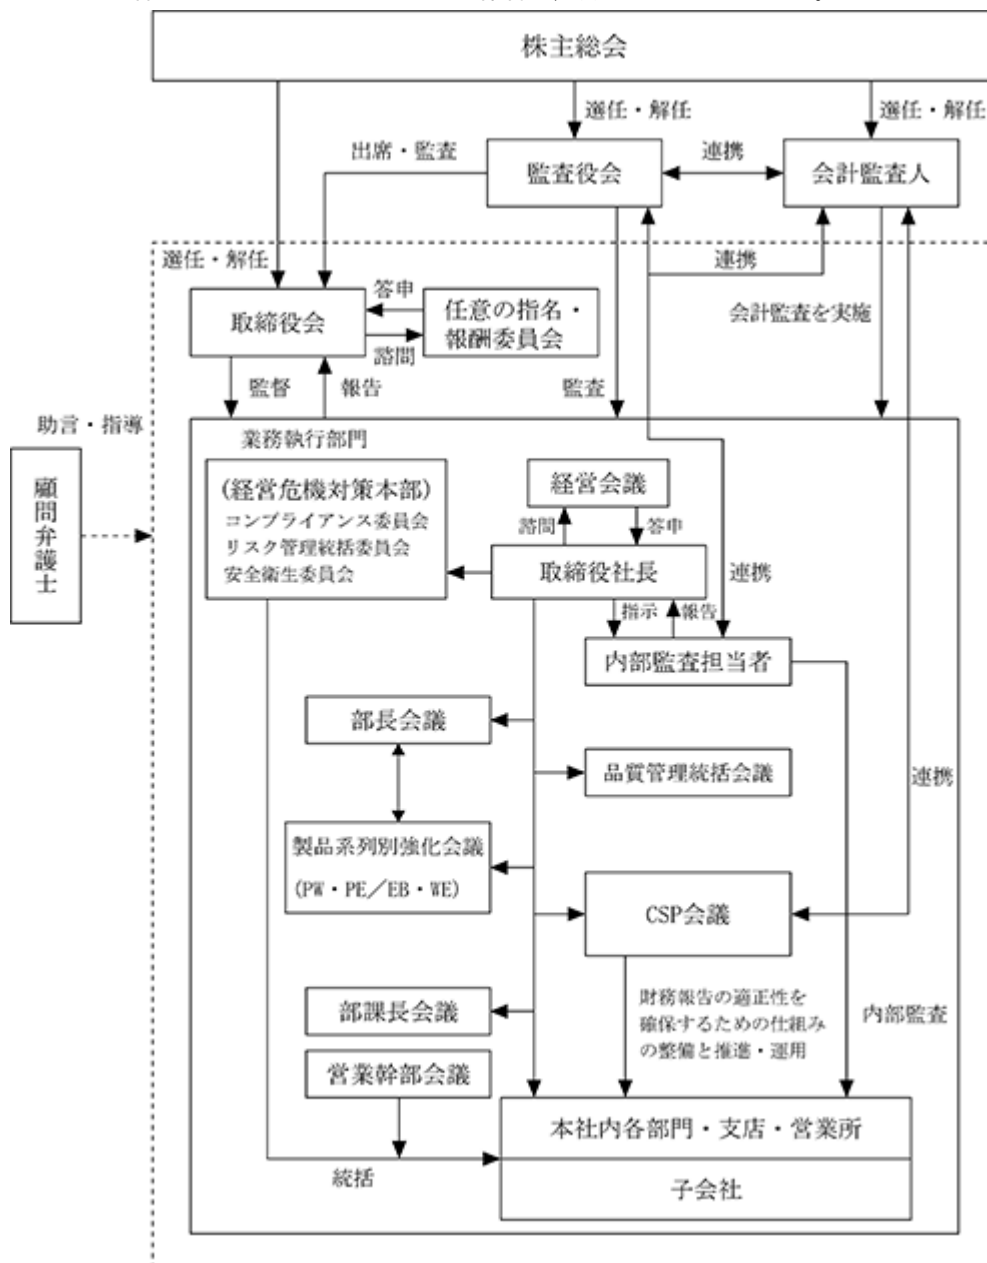 株主総会
選任・解任
選任・解任
出席・監査
連携
監査役会
会計監査人
選任・解任
連携
答申
取締役会
任意の指名・
報酬委員会
会計監査を実施
諮問
監督
報告
監査
助言・指導
顧問弁護士
業務執行部門
(経営危機対策本部)
コンプライアンス委員会
リスク管理統括委員会
安全衛生委員会
経営会議
諮問
答申
取締役社長
連携
指示
報告
内部監査担当者
部長会議
品質管理統括会議
連携
製品系列別強化会議
(PW・PE／EB・WE)
CSP会議
部課長会議
財務報告の適正性を
確保するための仕組み
の整備と推進・運用
内部監査
営業幹部会議
本社内各部門・支店・営業所
統括
子会社